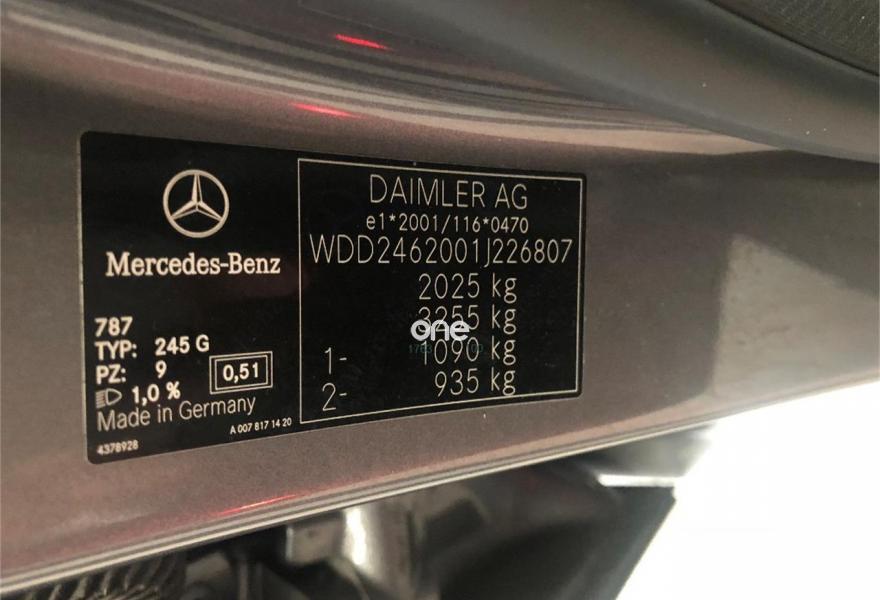 Mercedes-Benz
787
TYP: 245 G
PZ: 9
1,0 %
0,51
Made in Germany
A 007 817 14 20
4378928
DAIMLER AG
e1*2001/116*0470
WDD2462001J226807
2025 kg
kg
1- 1090 kg
2- 935 kg
one